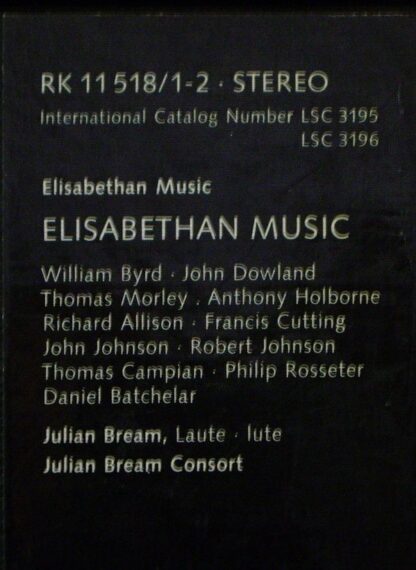 RK 11 518/1-2 · STEREO
International Catalog Number LSC 3195
LSC 3196
Elisabethan Music
ELISABETHAN MUSIC
William Byrd · John Dowland
Thomas Morley . Anthony Holborne
Richard Allison · Francis Cutting
John Johnson · Robert Johnson
Thomas Campian · Philip Rosseter
Daniel Batchelar
Julian Bream, Laute · lute
Julian Bream Consort